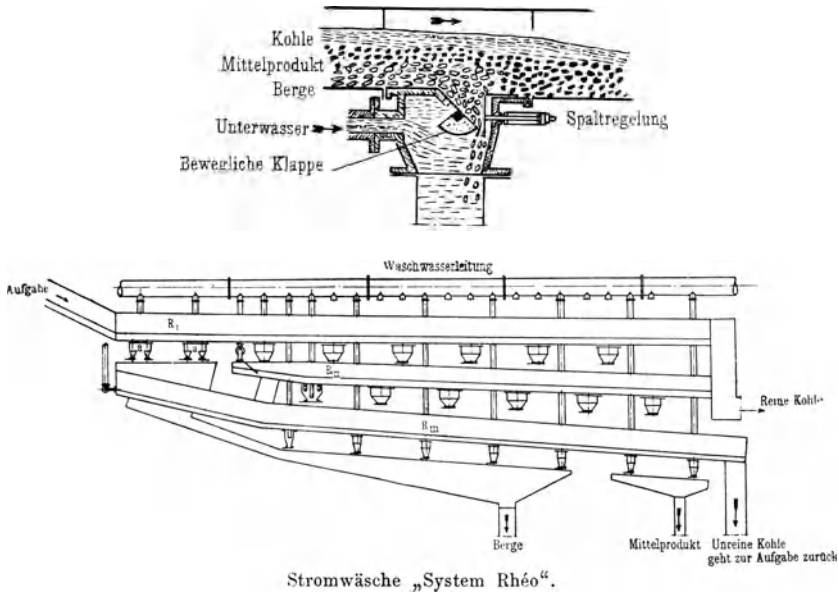 Kohle
Mittelprodukt
Berge
Unterwasser
Spaltregelung
Bewegliche Klappe
Waschwasserleitung
Aufgabe
R I
R II
Reine Kohle
R III
Berge
Mittelprodukt
Unreine Kohle
geht zur Aufgabe zurück
Stromwäsche „System Rhéo“.